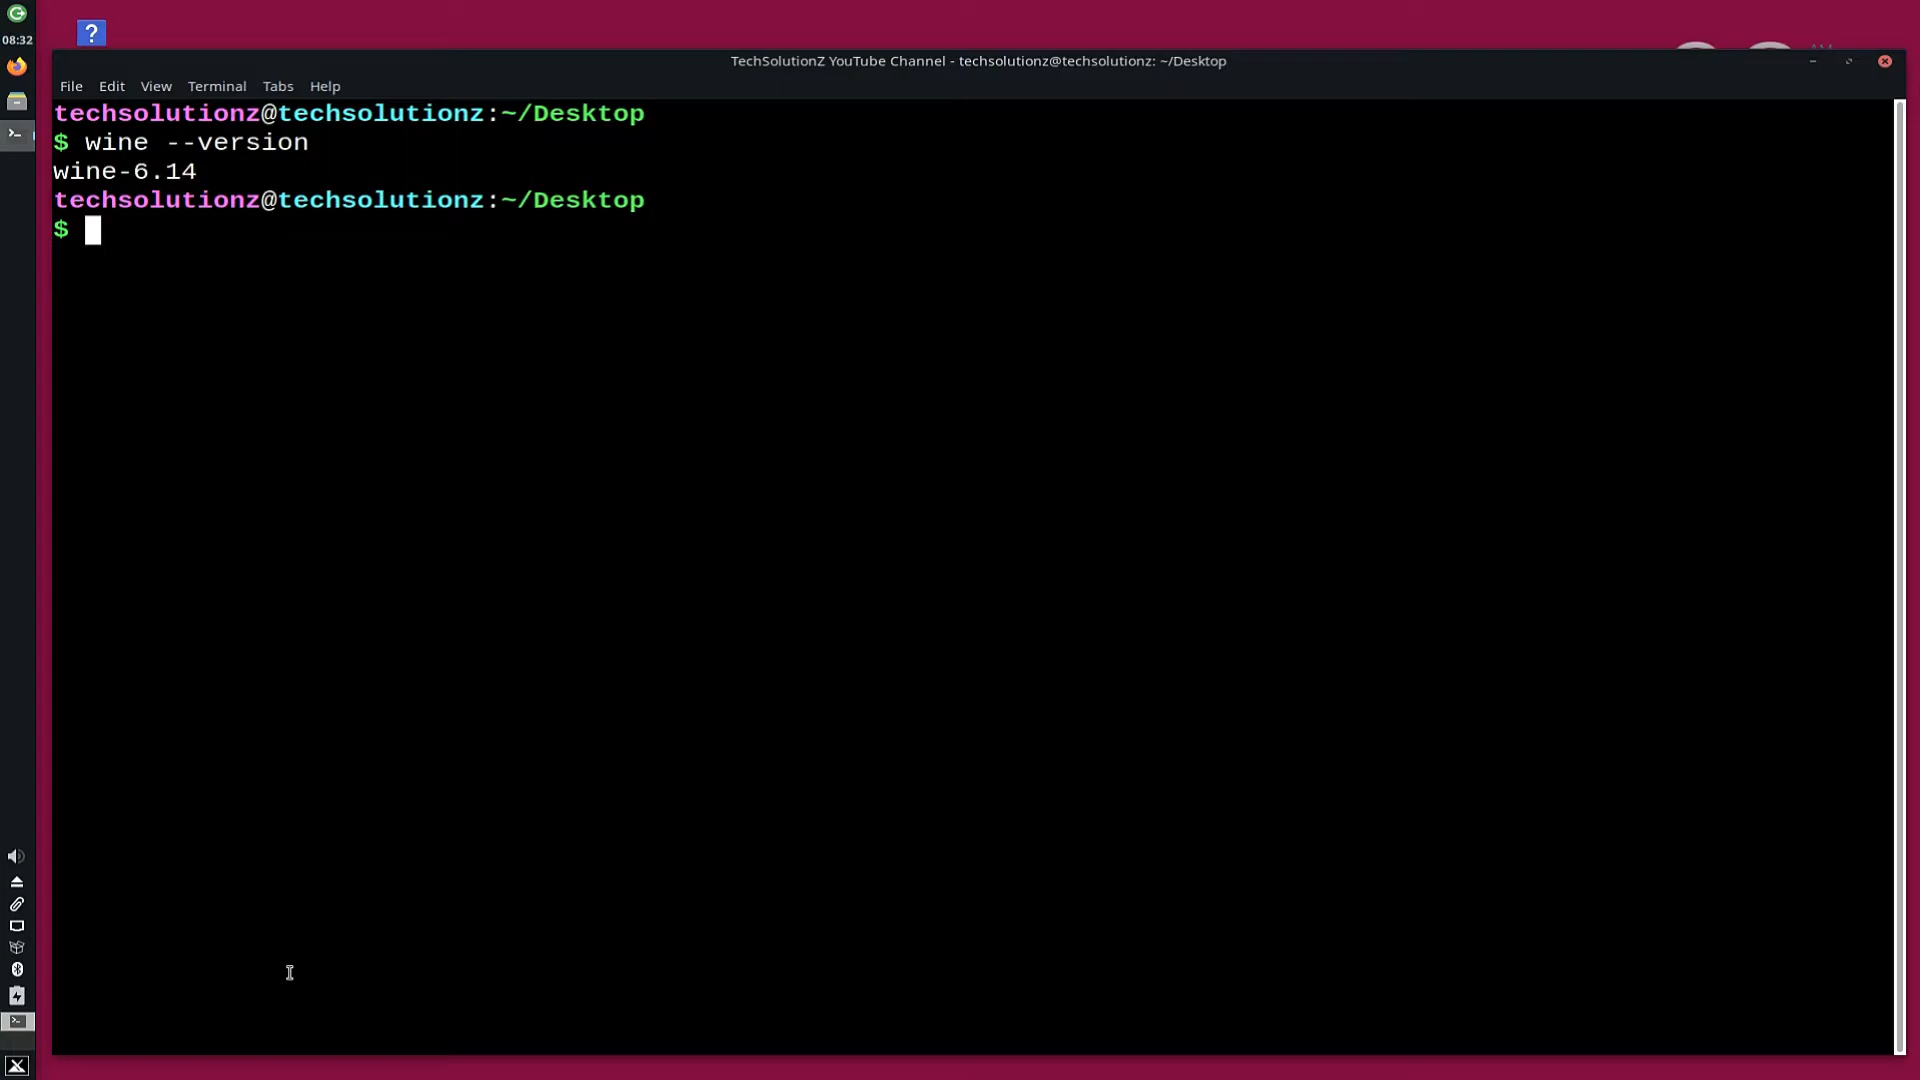 08:32
?
TechSolutionZ YouTube Channel - techsolutionz@techsolutionz: ~/Desktop
File Edit View Terminal Tabs Help
techsolutionz@techsolutionz:~/Desktop
$ wine --version
wine-6.14
techsolutionz@techsolutionz:~/Desktop
$